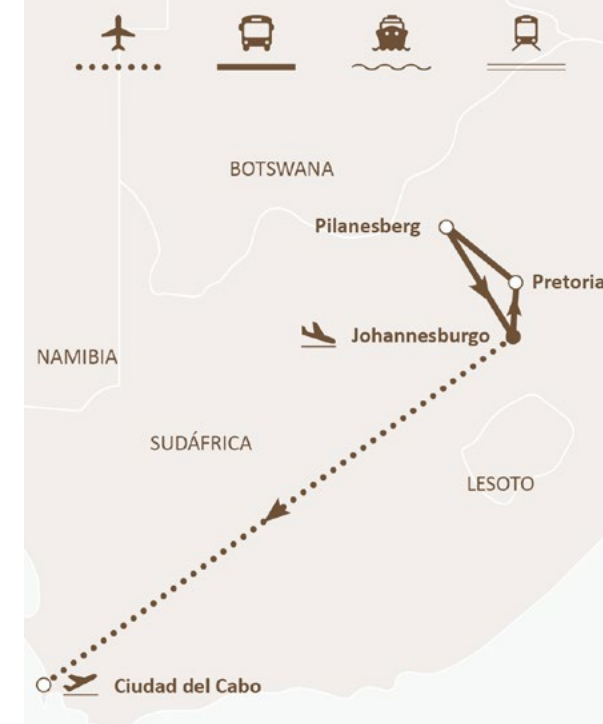 BOTSWANA
Pilanesberg
Pretoria
Johannesburgo
NAMIBIA
SUDÁFRICA
LESOTO
Ciudad del Cabo